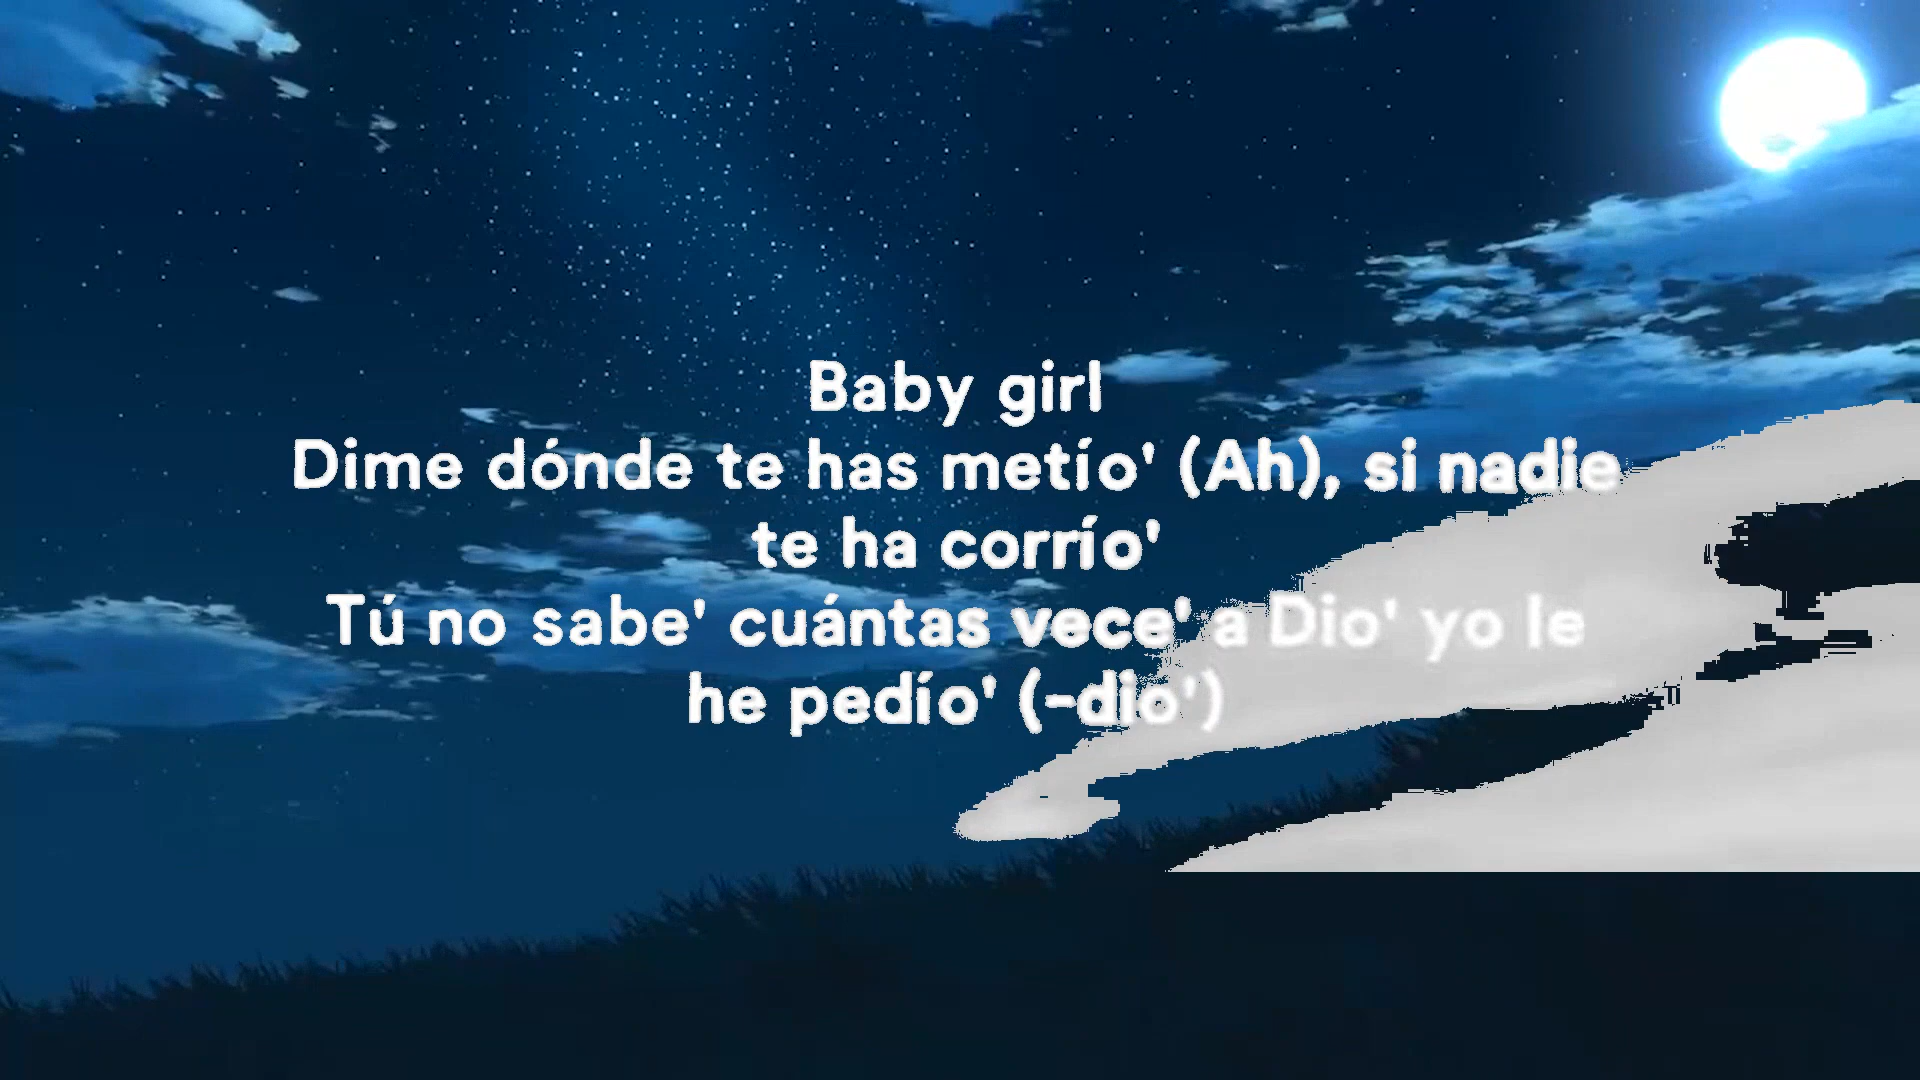 Baby girl
Dime dónde te has metío' (Ah), si nadie
te ha corrío'
Tú no sabe' cuántas vece' a Dio' yo le
he pedío' (-dio')